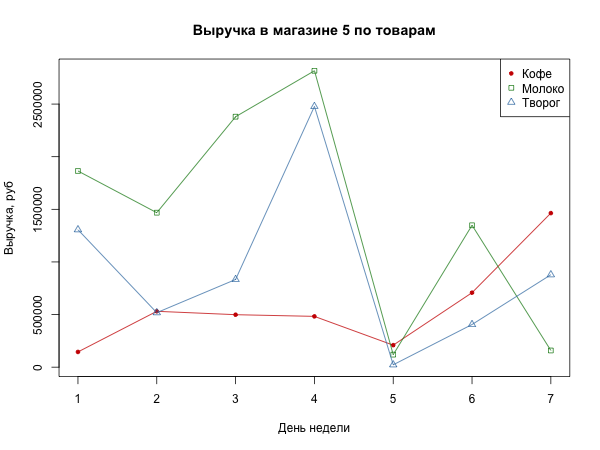 Выручка в магазине 5 по товарам
Кофе
Молоко
Творог
Выручка, руб
2500000
1500000
500000
0
1 2 3 4 5 6 7
День недели